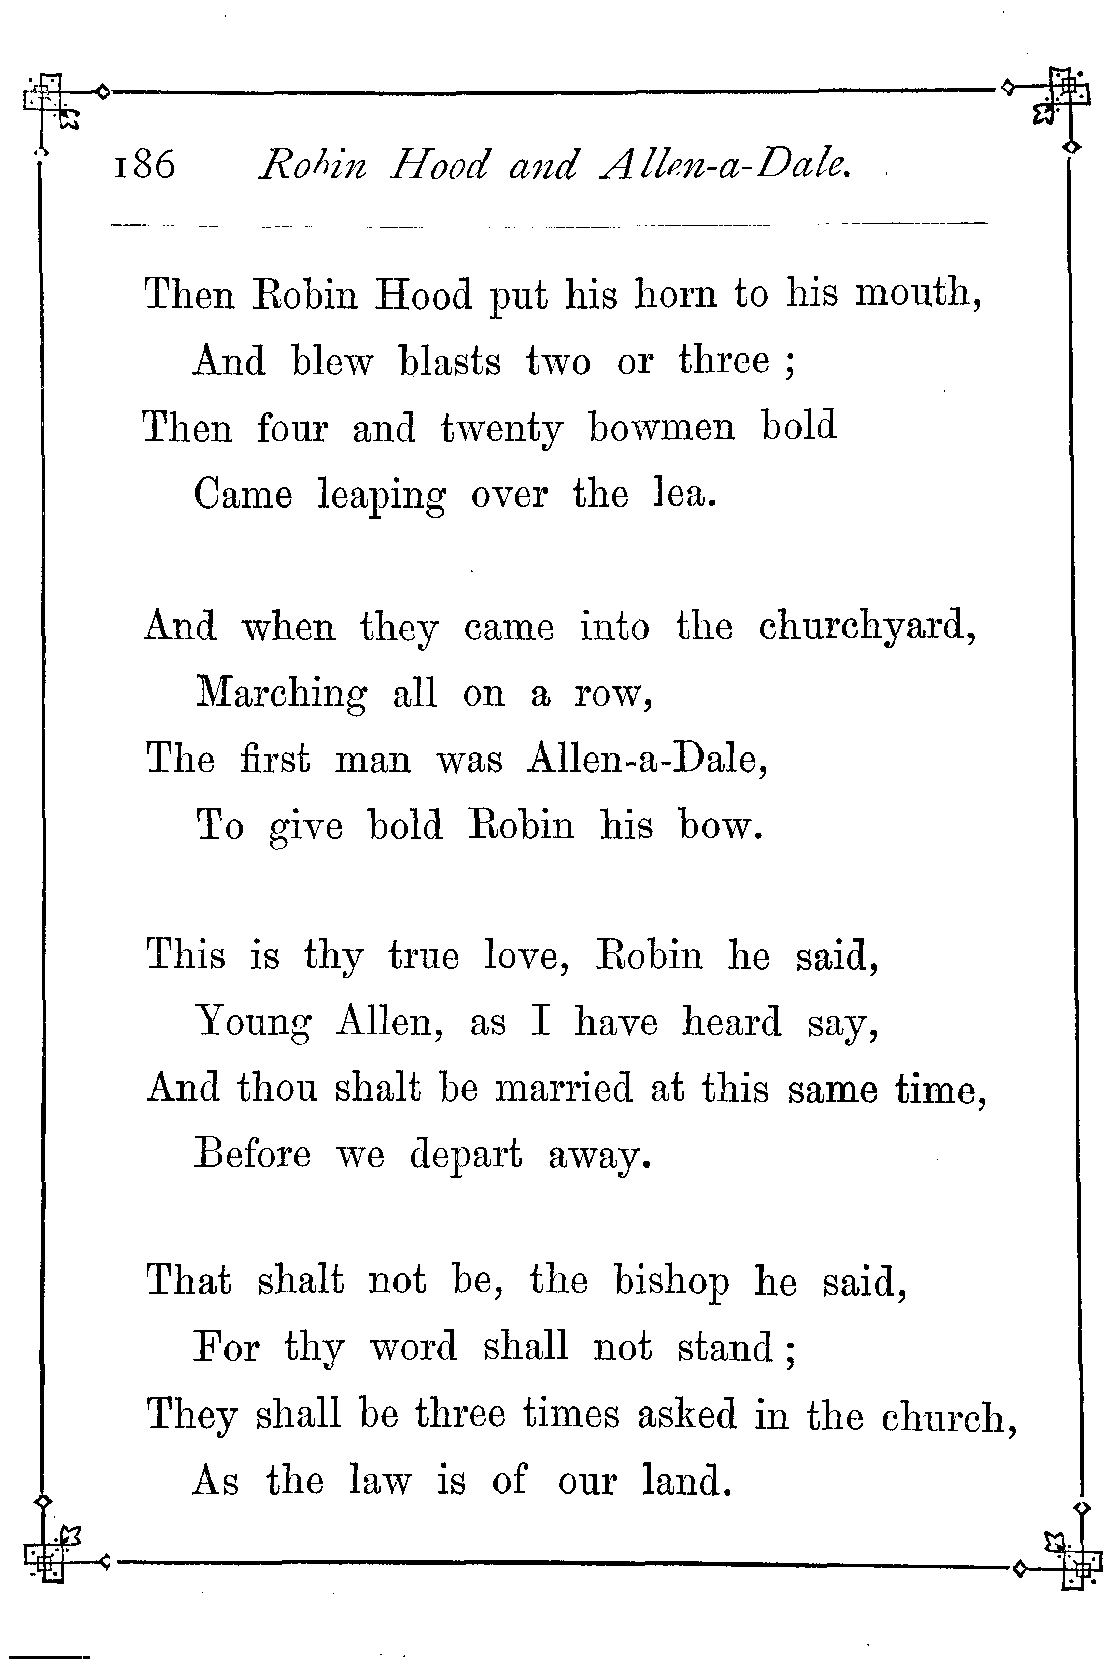 186 Robin Hood and Allen-a-Dale.
Then Robin Hood put his horn to his mouth,
And blew blasts two or three ;
Then four and twenty bowmen bold
Came leaping over the lea.
And when they came into the churchyard,
Marching all on a row,
The first man was Allen-a-Dale,
To give bold Robin his bow.
This is thy true love, Robin he said,
Young Allen, as I have heard say,
And thou shalt be married at this same time,
Before we depart away.
That shalt not be, the bishop he said,
For thy word shall not stand ;
They shall be three times asked in the church,
As the law is of our land.